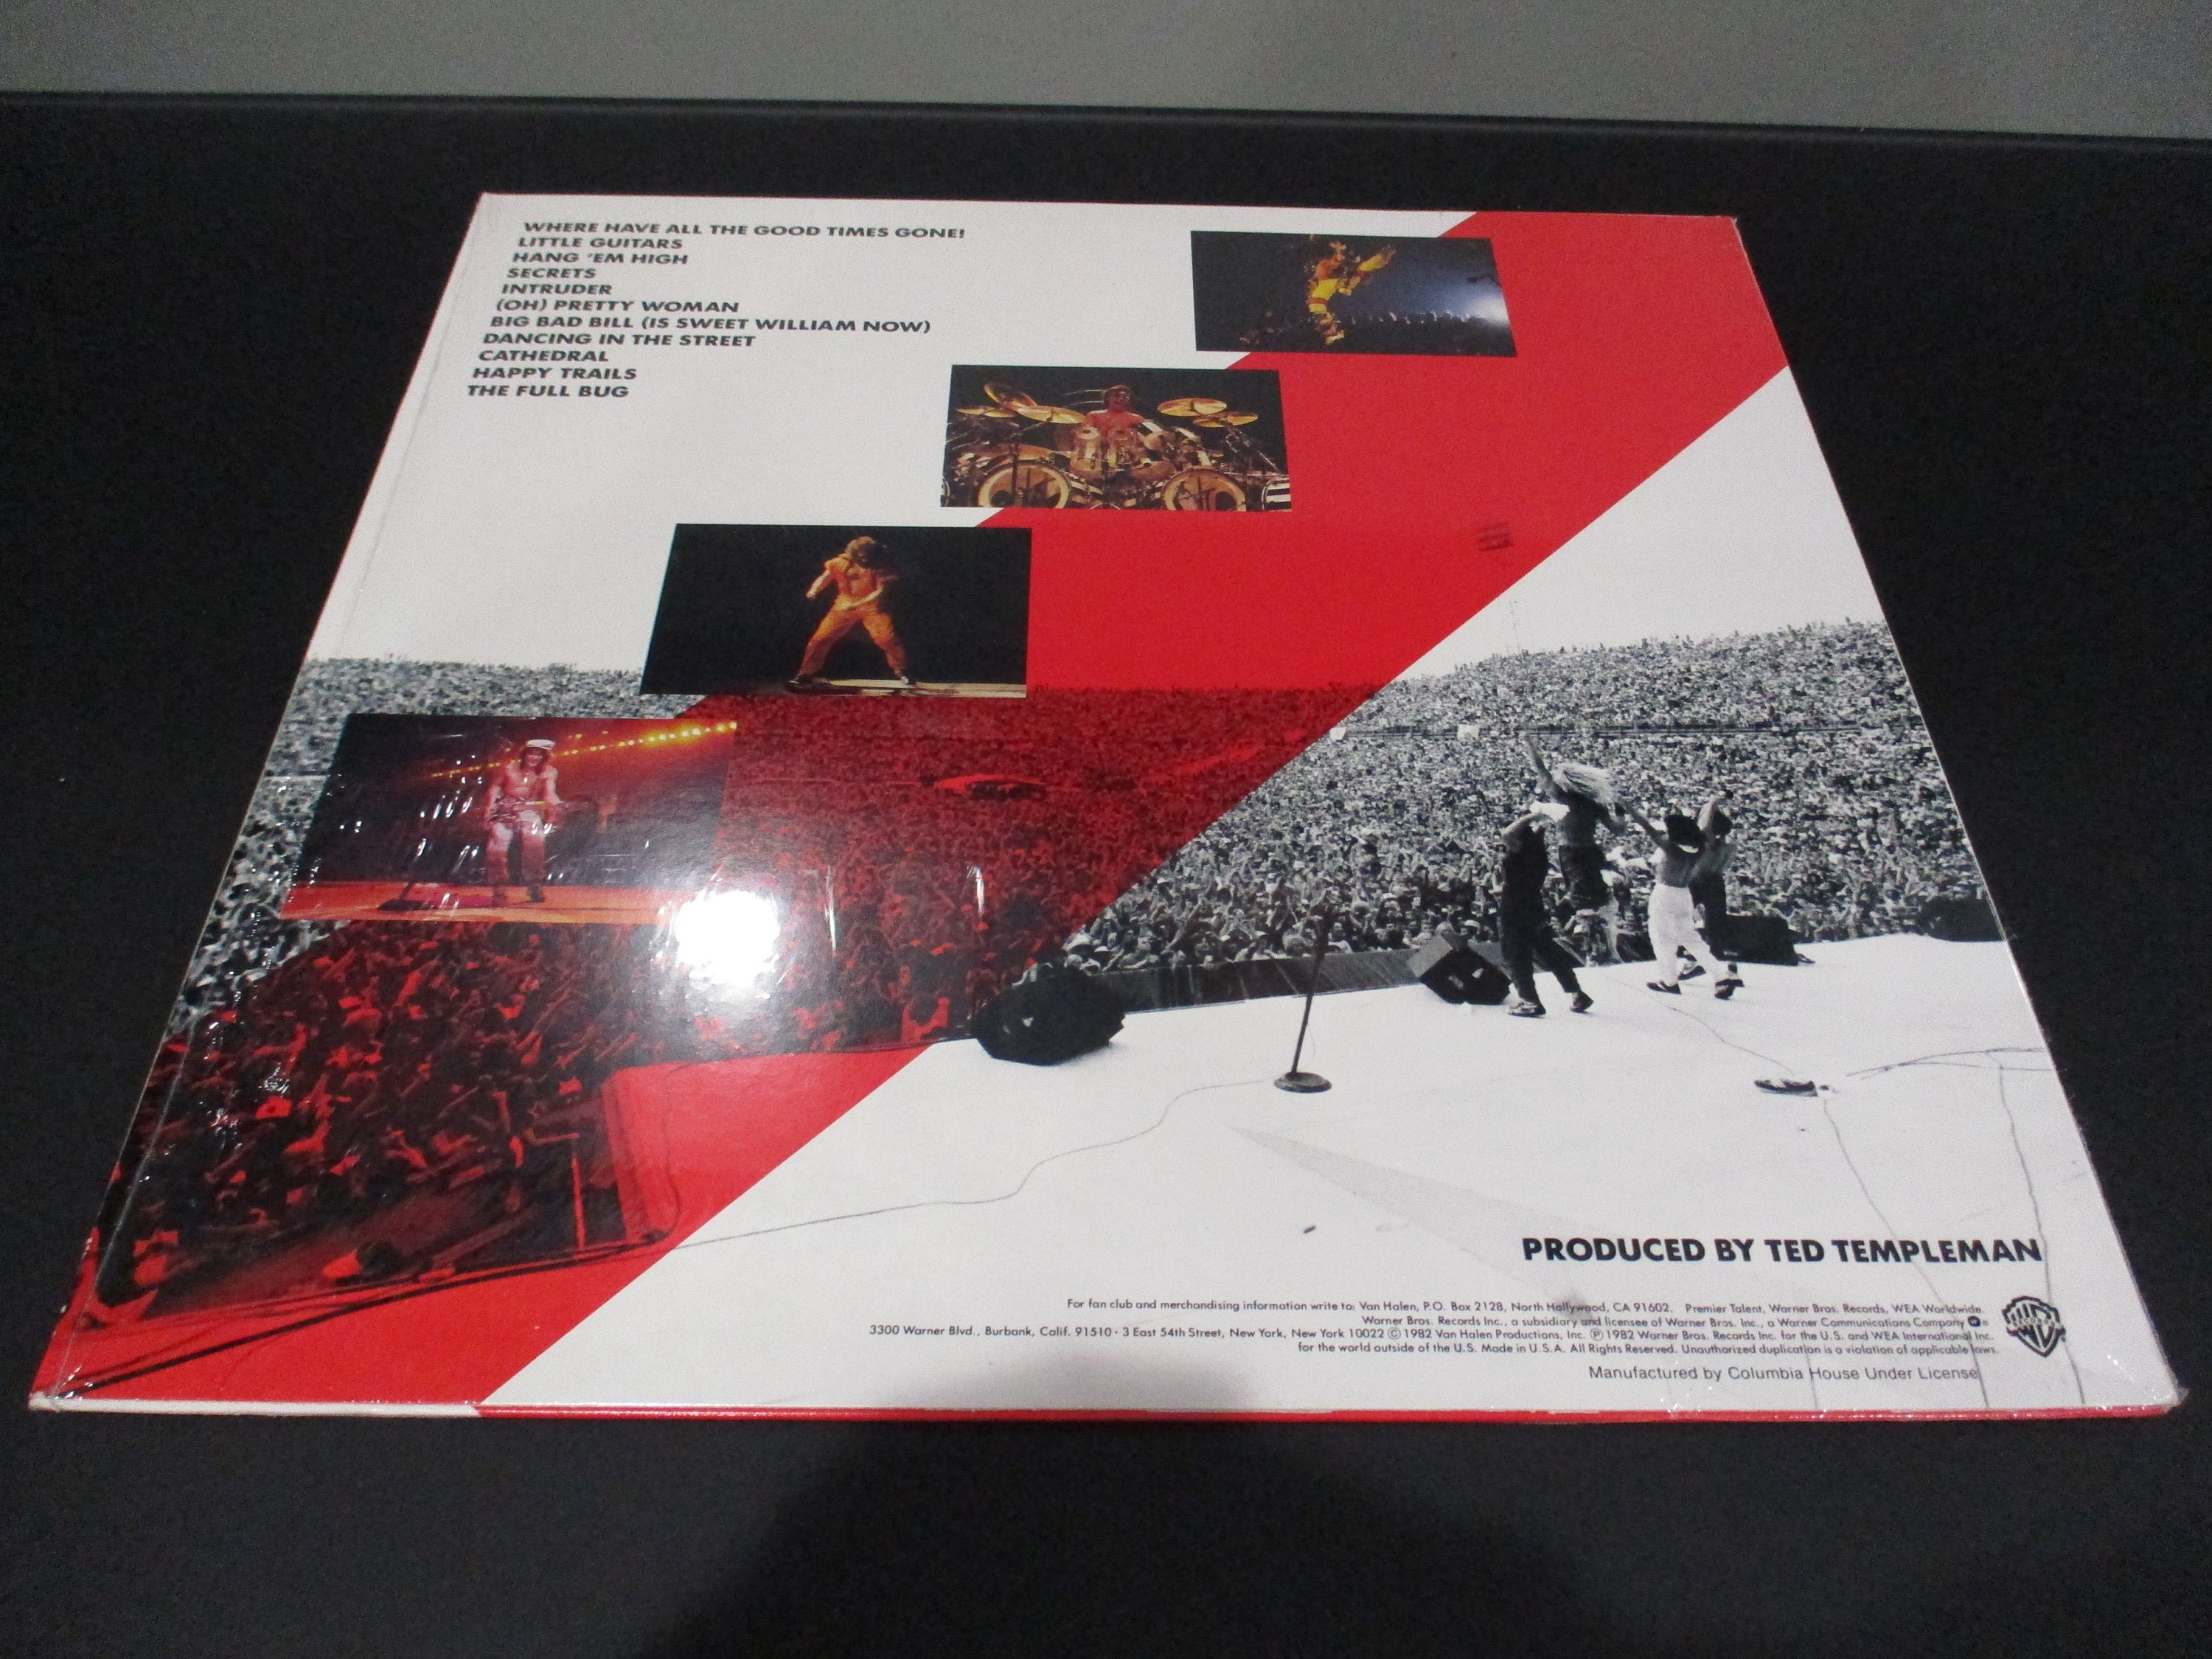 WHERE HAVE ALL THE GOOD TIMES GONE!
LITTLE GUITARS
HANG 'EM HIGH
SECRETS
INTRUDER
(OH) PRETTY WOMAN
BIG BAD BILL (IS SWEET WILLIAM NOW)
DANCING IN THE STREET
CATHEDRAL
HAPPY TRAILS
THE FULL BUG
PRODUCED BY TED TEMPLEMAN
For fan club and merchandising information write to: Van Halen, P.O. Box 2128, North Hollywood, CA 91602. Premier Talent, Warner Bros. Records, WEA Worldwide.
Warner Bros. Records Inc., a subsidiary and licensee of Warner Bros. Inc., a Warner Communications Company
3300 Warner Blvd., Burbank, Calif. 91510 • 3 East 54th Street, New York, New York 10022 © 1982 Van Halen Productions, Inc. ℗ 1982 Warner Bros. Records Inc. for the U.S. and WEA International Inc.
for the world outside of the U.S. Made in U.S.A. All Rights Reserved. Unauthorized duplication is a violation of applicable laws.
Manufactured by Columbia House Under License